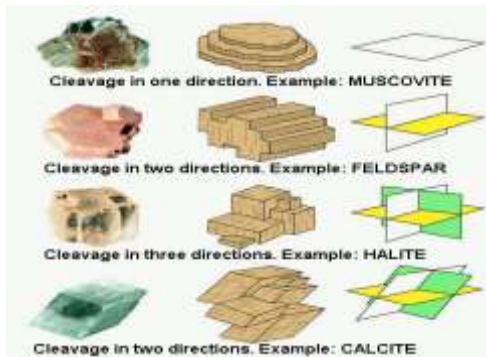 Cleavage in one direction. Example: MUSCOVITE
Cleavage in two directions. Example: FELDSPAR
Cleavage in three directions. Example: HALITE
Cleavage in two directions. Example: CALCITE